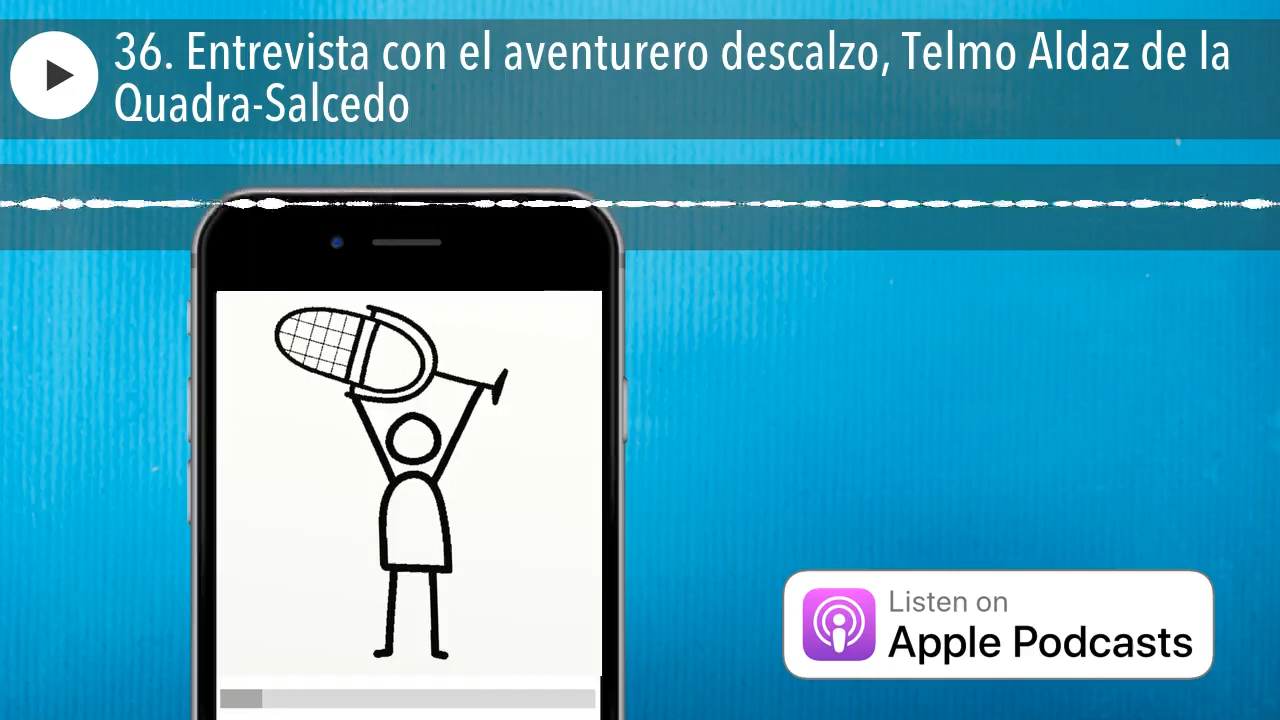 36. Entrevista con el aventurero descalzo, Telmo Aldaz de la
Quadra-Salcedo
Listen on
Apple Podcasts